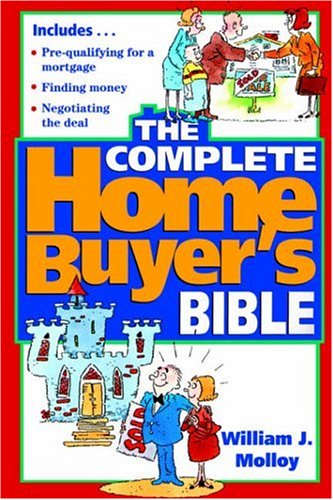 Includes . . .
• Pre-qualifying for a
mortgage
• Finding money
• Negotiating
the deal
SOLD
THE
COMPLETE
Home
Buyer's
BIBLE
SOLD
William J.
Molloy